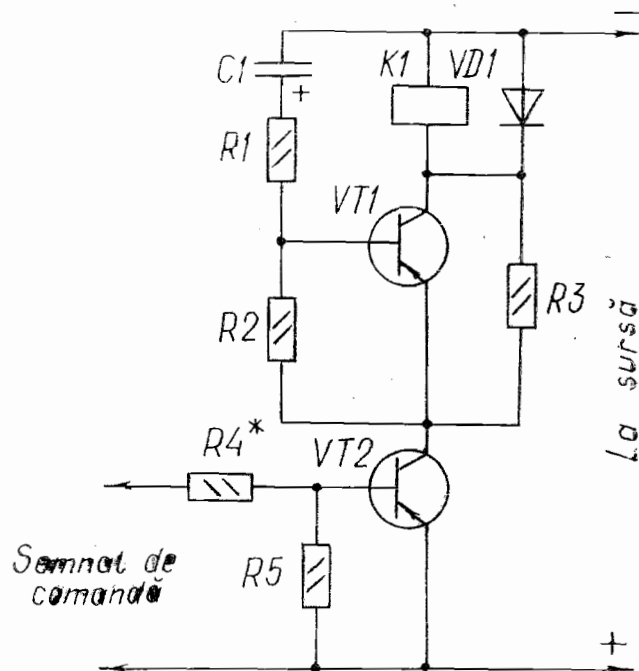 −
C1
+
K1
VD1
R1
VT1
R2
R3
La sursă
R4*
VT2
Semnal de
comandă
R5
+